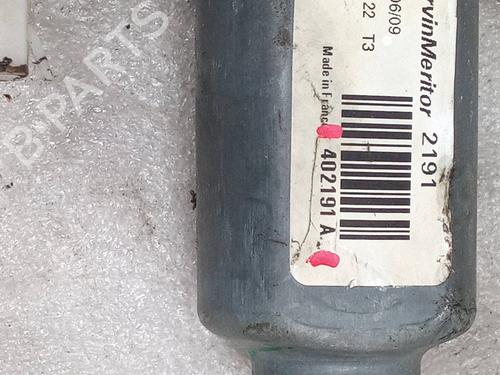 rvinMeritor 2191
06/09
22 T3
Made in France
402191 A
B-PARTS